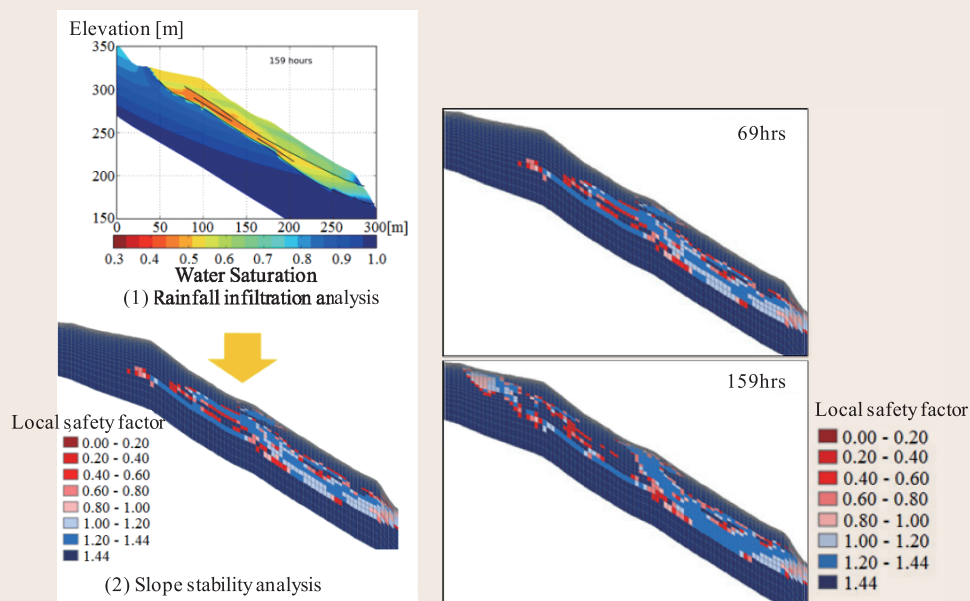 Elevation [m]
350
159 hours
300
250
200
150
0 50 100 150 200 250 300[m]
0.3 0.4 0.5 0.6 0.7 0.8 0.9 1.0
Water Saturation
(1) Rainfall infiltration analysis
Local safety factor
0.00 - 0.20
0.20 - 0.40
0.40 - 0.60
0.60 - 0.80
0.80 - 1.00
1.00 - 1.20
1.20 - 1.44
1.44
(2) Slope stability analysis
69hrs
159hrs
Local safety factor
0.00 - 0.20
0.20 - 0.40
0.40 - 0.60
0.60 - 0.80
0.80 - 1.00
1.00 - 1.20
1.20 - 1.44
1.44